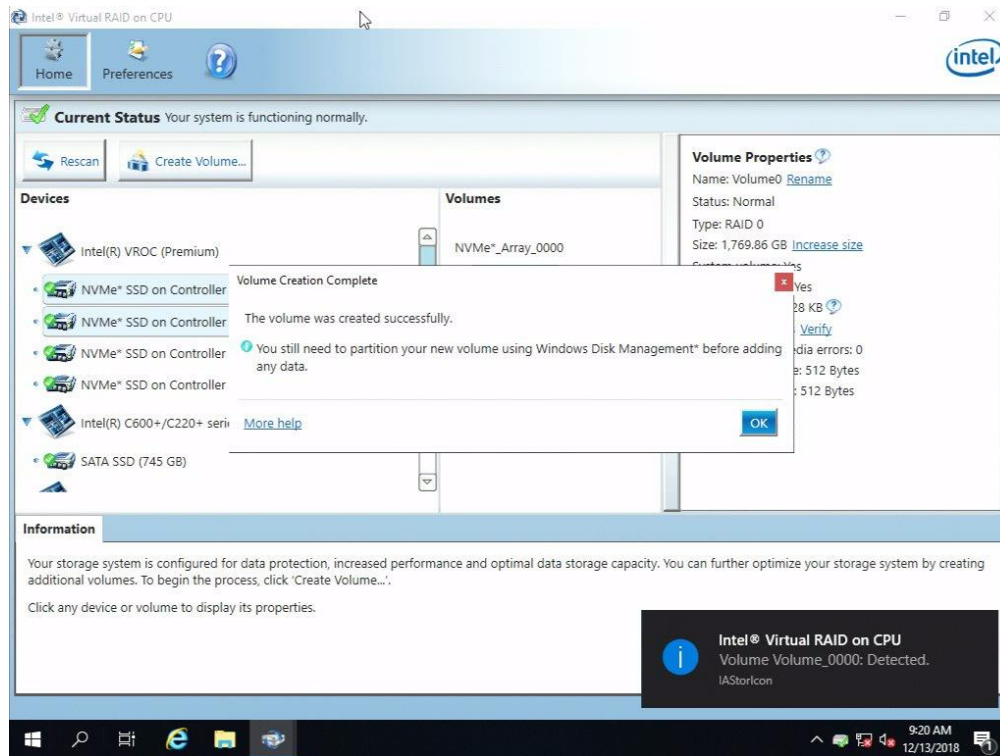 Intel® Virtual RAID on CPU
Home
Preferences
?
intel
Current Status Your system is functioning normally.
Rescan
Create Volume...
Devices
Intel(R) VROC (Premium)
NVMe* SSD on Controller
NVMe* SSD on Controller
NVMe* SSD on Controller
NVMe* SSD on Controller
Intel(R) C600+/C220+ seri
SATA SSD (745 GB)
Volumes
NVMe*_Array_0000
Volume Properties ?
Name: Volume0 Rename
Status: Normal
Type: RAID 0
Size: 1,769.86 GB Increase size
Yes
28 KB ?
Verify
dia errors: 0
e: 512 Bytes
: 512 Bytes
Volume Creation Complete
x
The volume was created successfully.
You still need to partition your new volume using Windows Disk Management* before adding
any data.
More help
OK
Information
Your storage system is configured for data protection, increased performance and optimal data storage capacity. You can further optimize your storage system by creating
additional volumes. To begin the process, click 'Create Volume...'.
Click any device or volume to display its properties.
i
Intel® Virtual RAID on CPU
Volume Volume_0000: Detected.
IAStorIcon
9:20 AM
12/13/2018
1